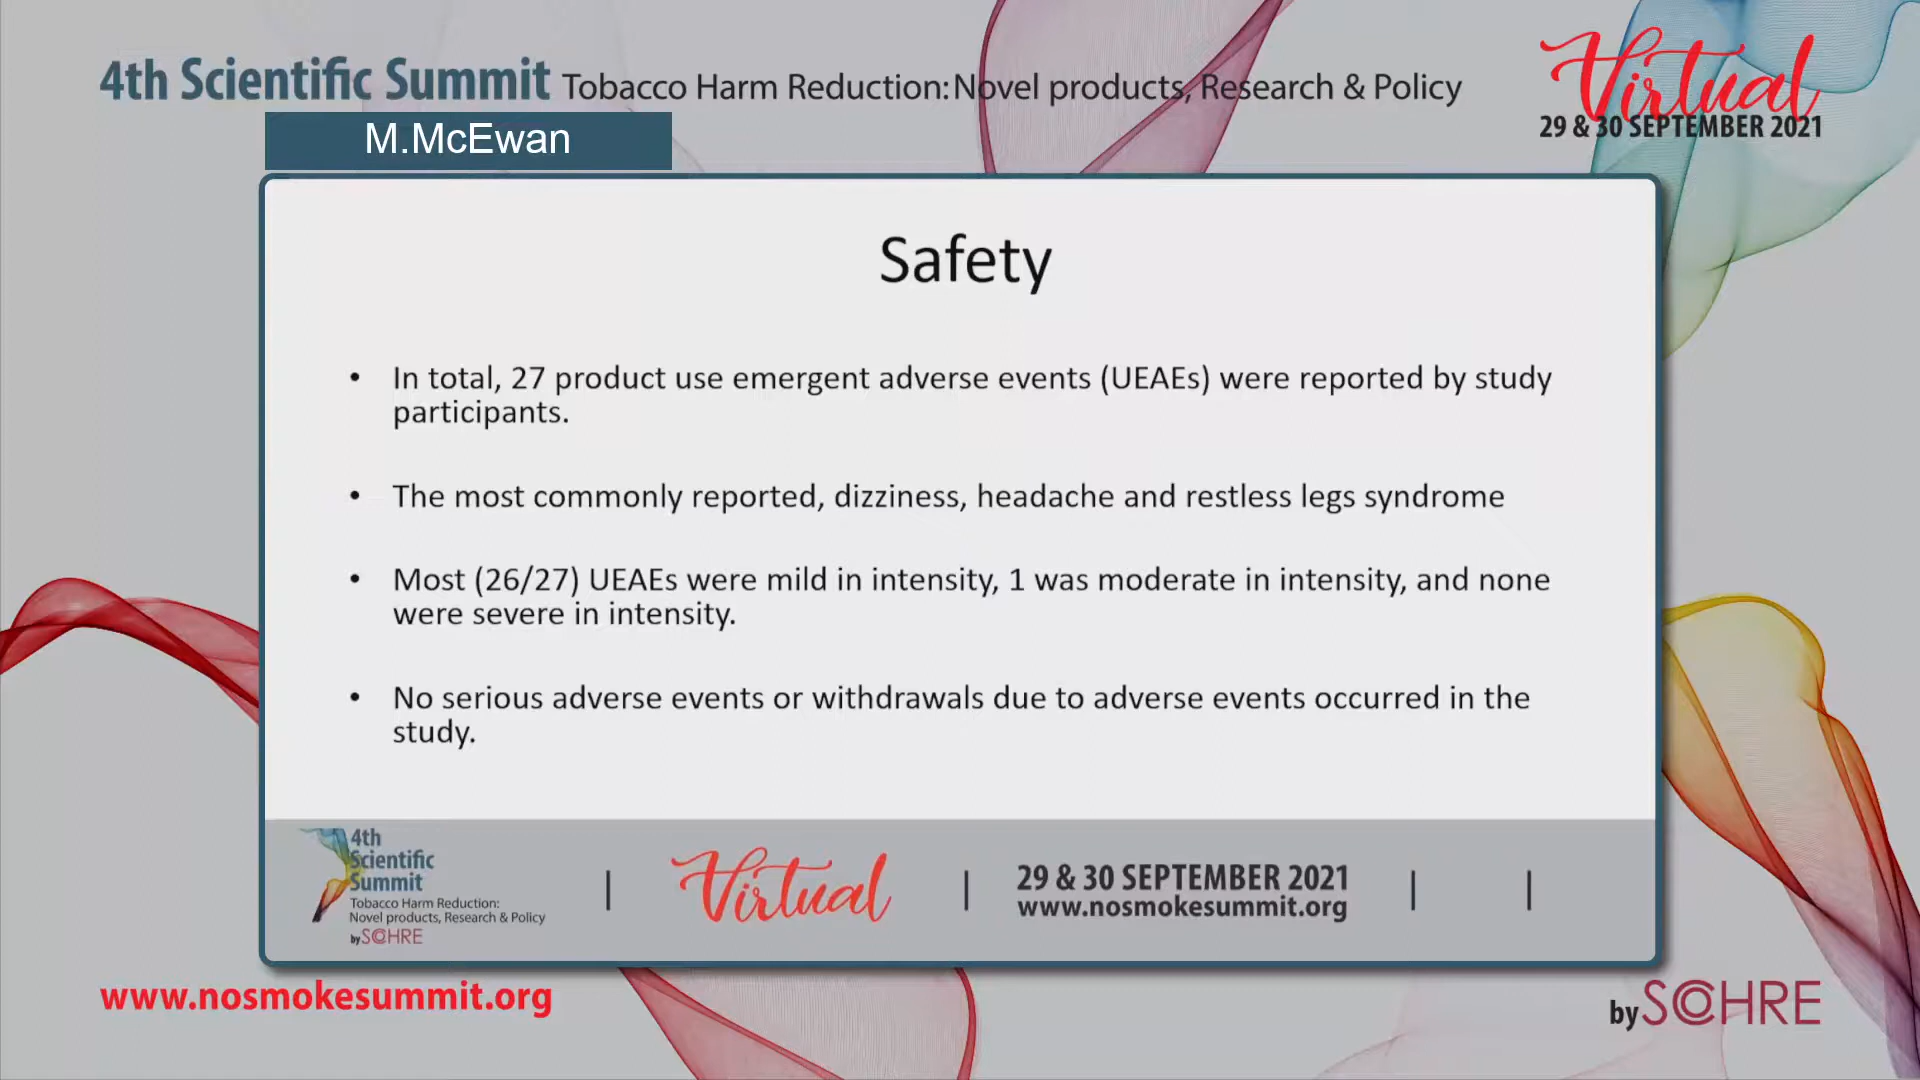 4th Scientific Summit Tobacco Harm Reduction: Novel products, Research & Policy
Virtual
29 & 30 SEPTEMBER 2021
M.McEwan
Safety
• In total, 27 product use emergent adverse events (UEAEs) were reported by study
participants.
• The most commonly reported, dizziness, headache and restless legs syndrome
• Most (26/27) UEAEs were mild in intensity, 1 was moderate in intensity, and none
were severe in intensity.
• No serious adverse events or withdrawals due to adverse events occurred in the
study.
4th
Scientific
Summit
Tobacco Harm Reduction:
Novel products, Research & Policy
by SCOHRE
Virtual
29 & 30 SEPTEMBER 2021
www.nosmokesummit.org
www.nosmokesummit.org
by SCOHRE